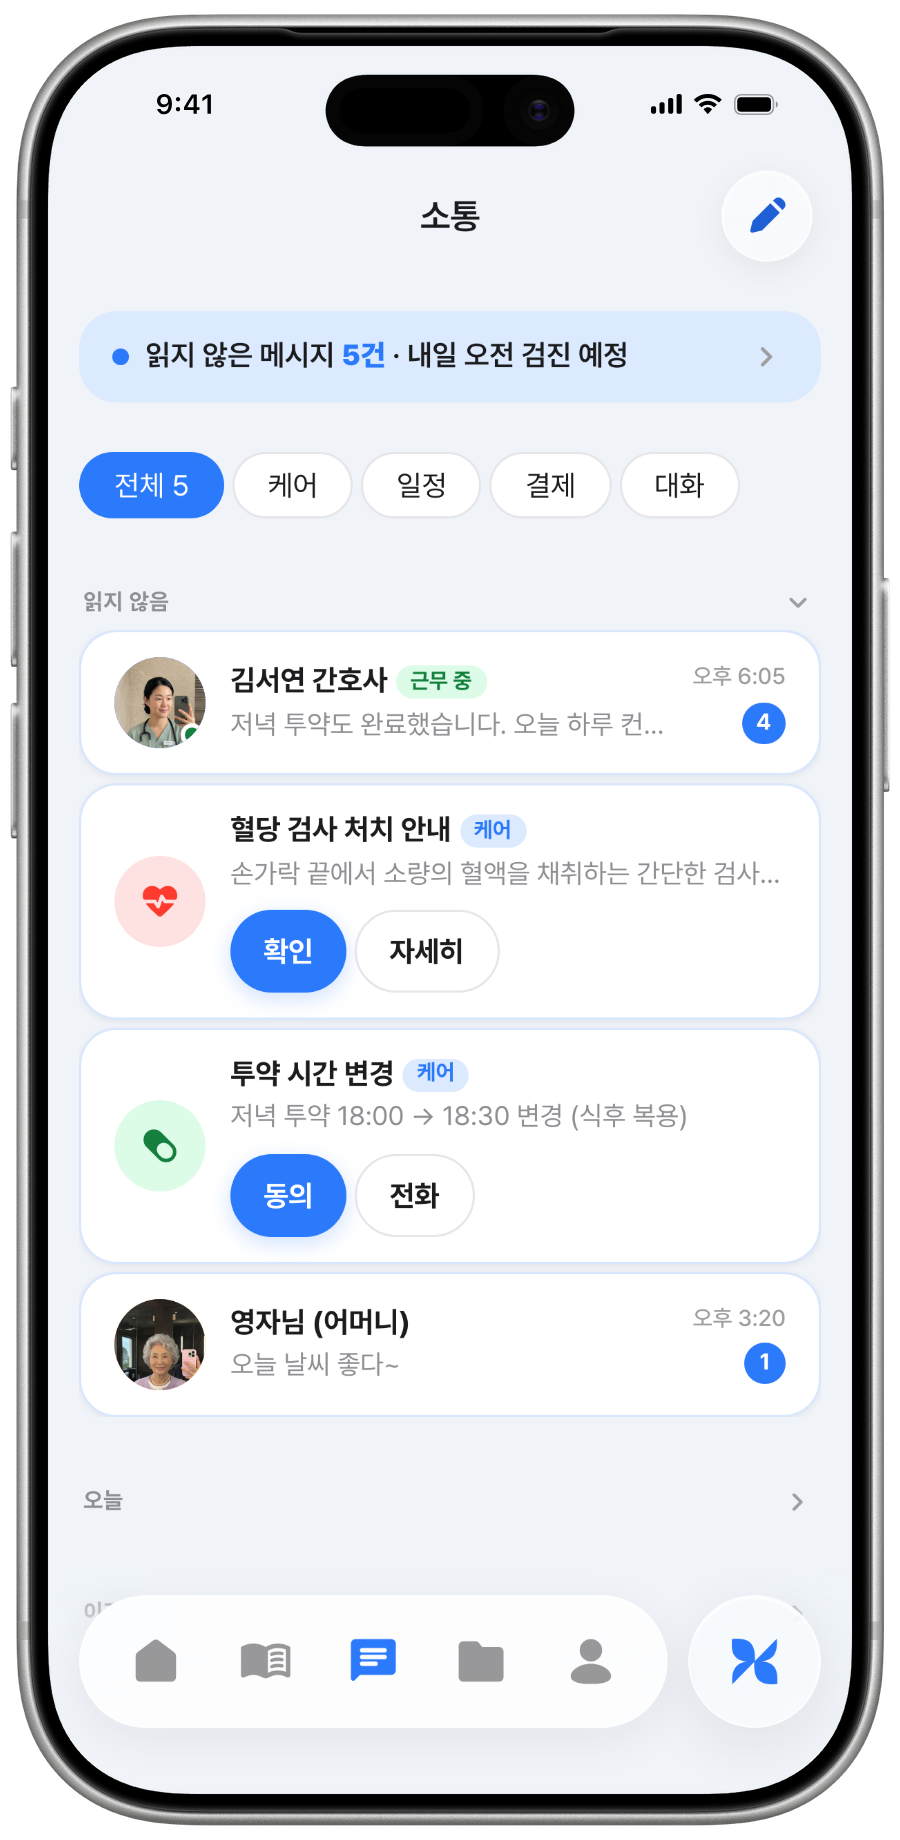 9:41
소통
읽지 않은 메시지 5건 · 내일 오전 검진 예정
전체 5
케어
일정
결제
대화
읽지 않음
김서연 간호사
근무 중
오후 6:05
저녁 투약도 완료했습니다. 오늘 하루 컨...
4
혈당 검사 처치 안내
케어
손가락 끝에서 소량의 혈액을 채취하는 간단한 검사...
확인
자세히
투약 시간 변경
케어
저녁 투약 18:00 → 18:30 변경 (식후 복용)
동의
전화
영자님 (어머니)
오후 3:20
오늘 날씨 좋다~
1
오늘